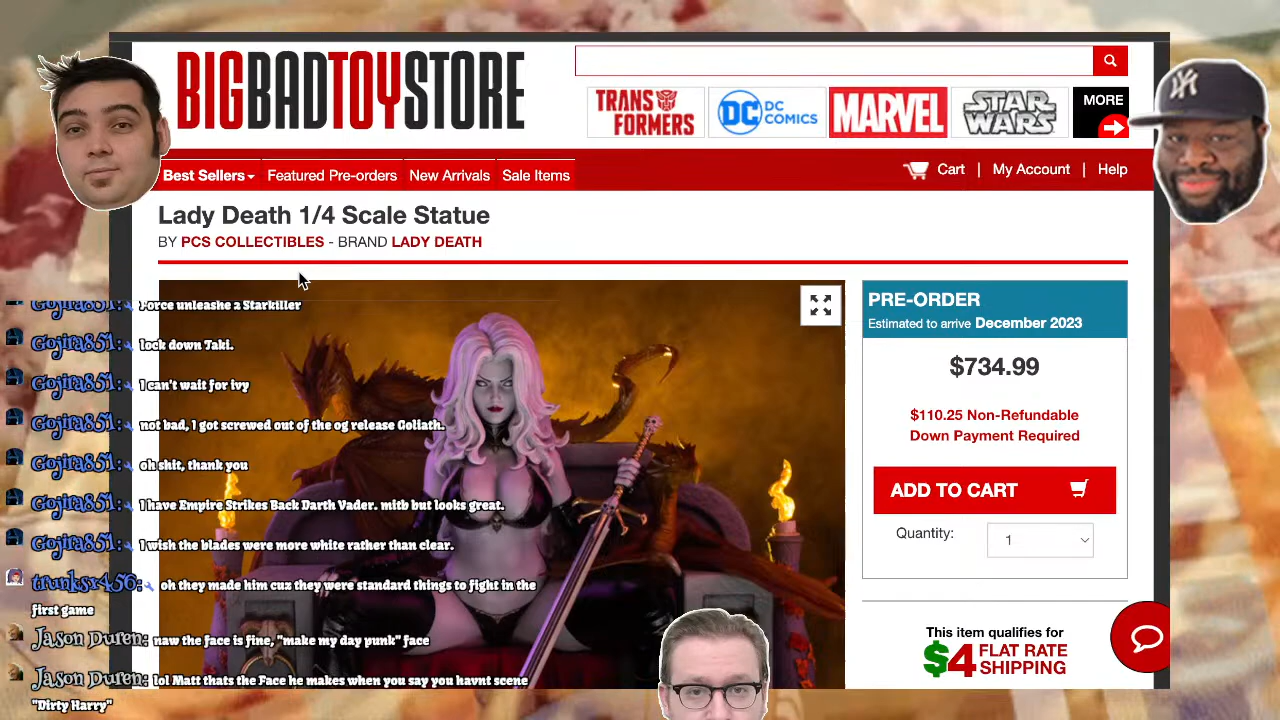 BIGBADTOYSTORE
TRANS
FORMERS
DC
DC
COMICS
MARVEL
STAR
WARS
MORE
Best Sellers
Featured Pre-orders
New Arrivals
Sale Items
Cart | My Account | Help
Lady Death 1/4 Scale Statue
BY PCS COLLECTIBLES - BRAND LADY DEATH
PRE-ORDER
Estimated to arrive December 2023
$734.99
$110.25 Non-Refundable
Down Payment Required
ADD TO CART
Quantity: 1
This item qualifies for
$4 FLAT RATE
SHIPPING
Gojira851: Force unleashe a Starkiller
Gojira851: lock down Taki.
Gojira851: I can't wait for ivy
Gojira851: not bad, I got screwed out of the og release Goliath.
Gojira851: oh shit, thank you
Gojira851: I have Empire Strikes Back Darth Vader. mitb but looks great.
Gojira851: I wish the blades were more white rather than clear.
trunksx456: oh they made him cuz they were standard things to fight in the
first game
Jason Duren: naw the face is fine, "make my day punk" face
Jason Duren: lol Matt thats the Face he makes when you say you havnt scene
"Dirty Harry"